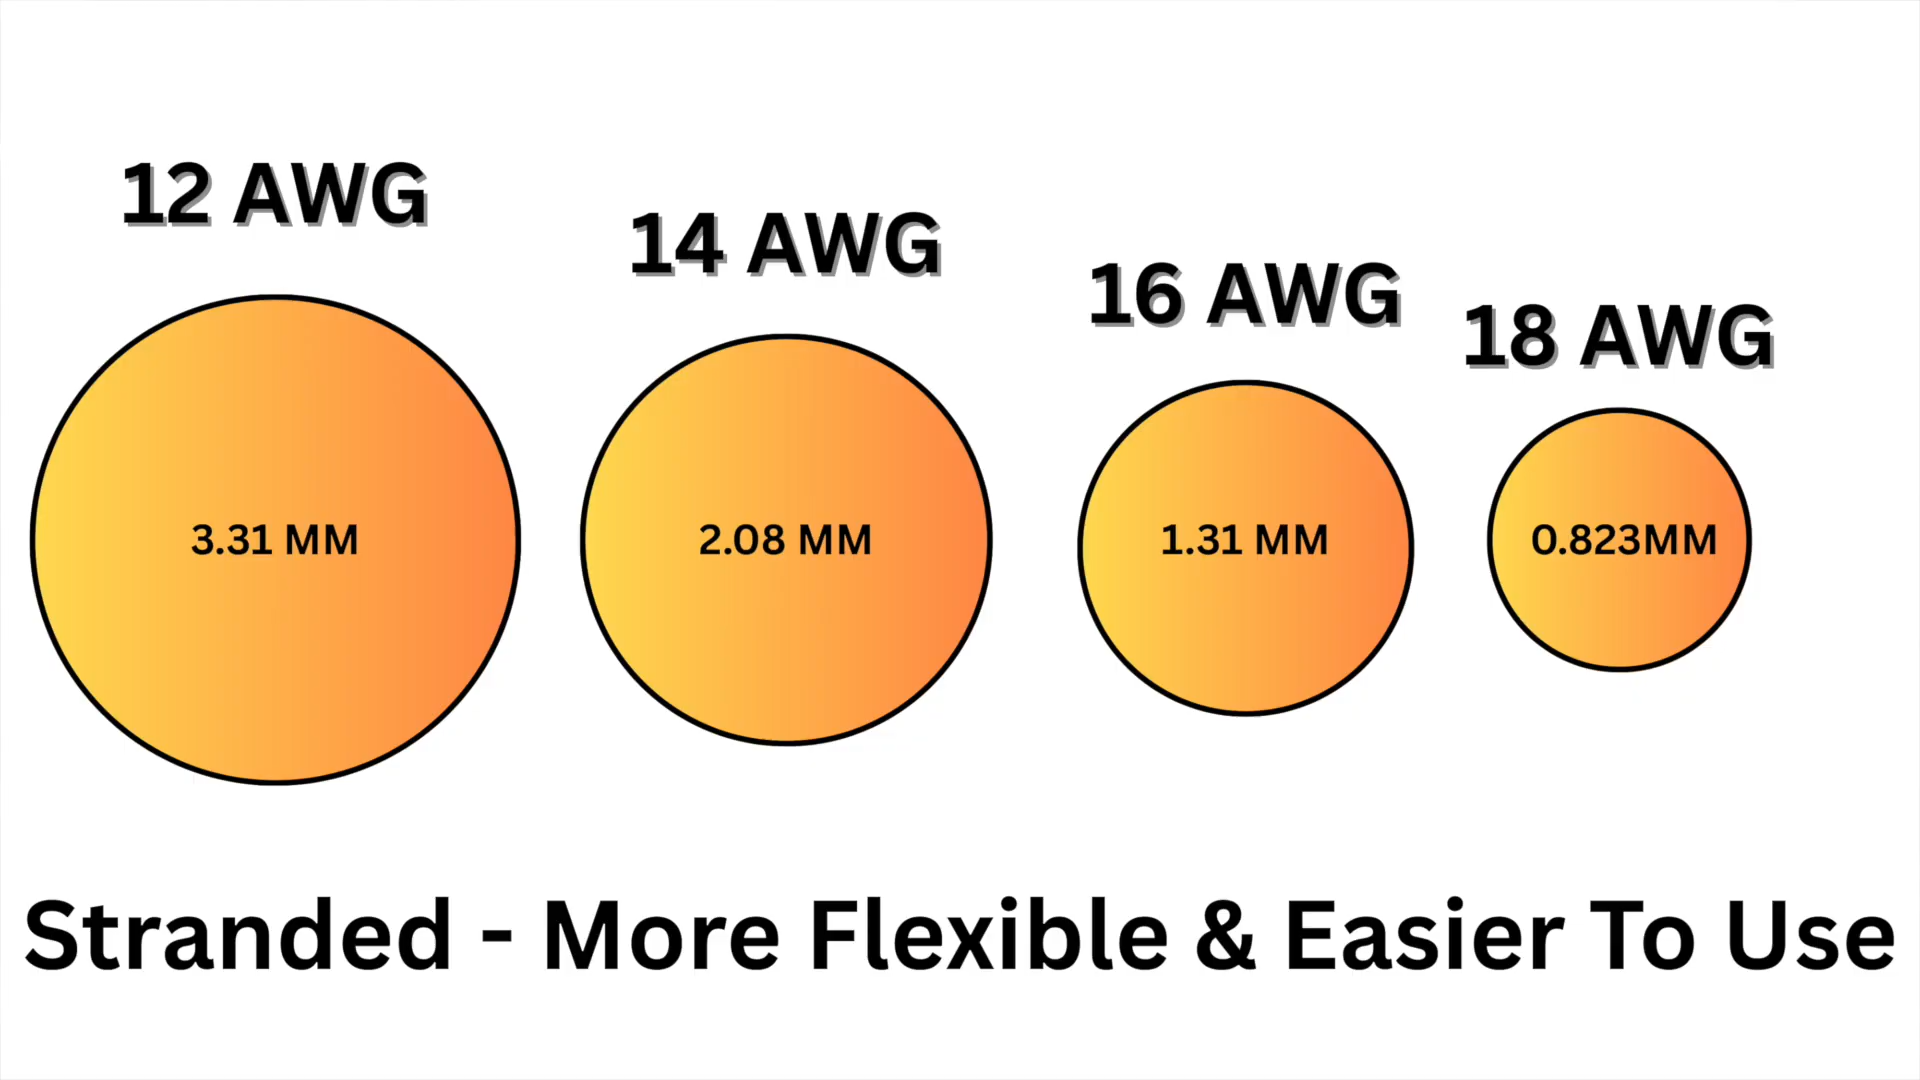 12 AWG
14 AWG
16 AWG
18 AWG
3.31 MM
2.08 MM
1.31 MM
0.823MM
Stranded - More Flexible & Easier To Use